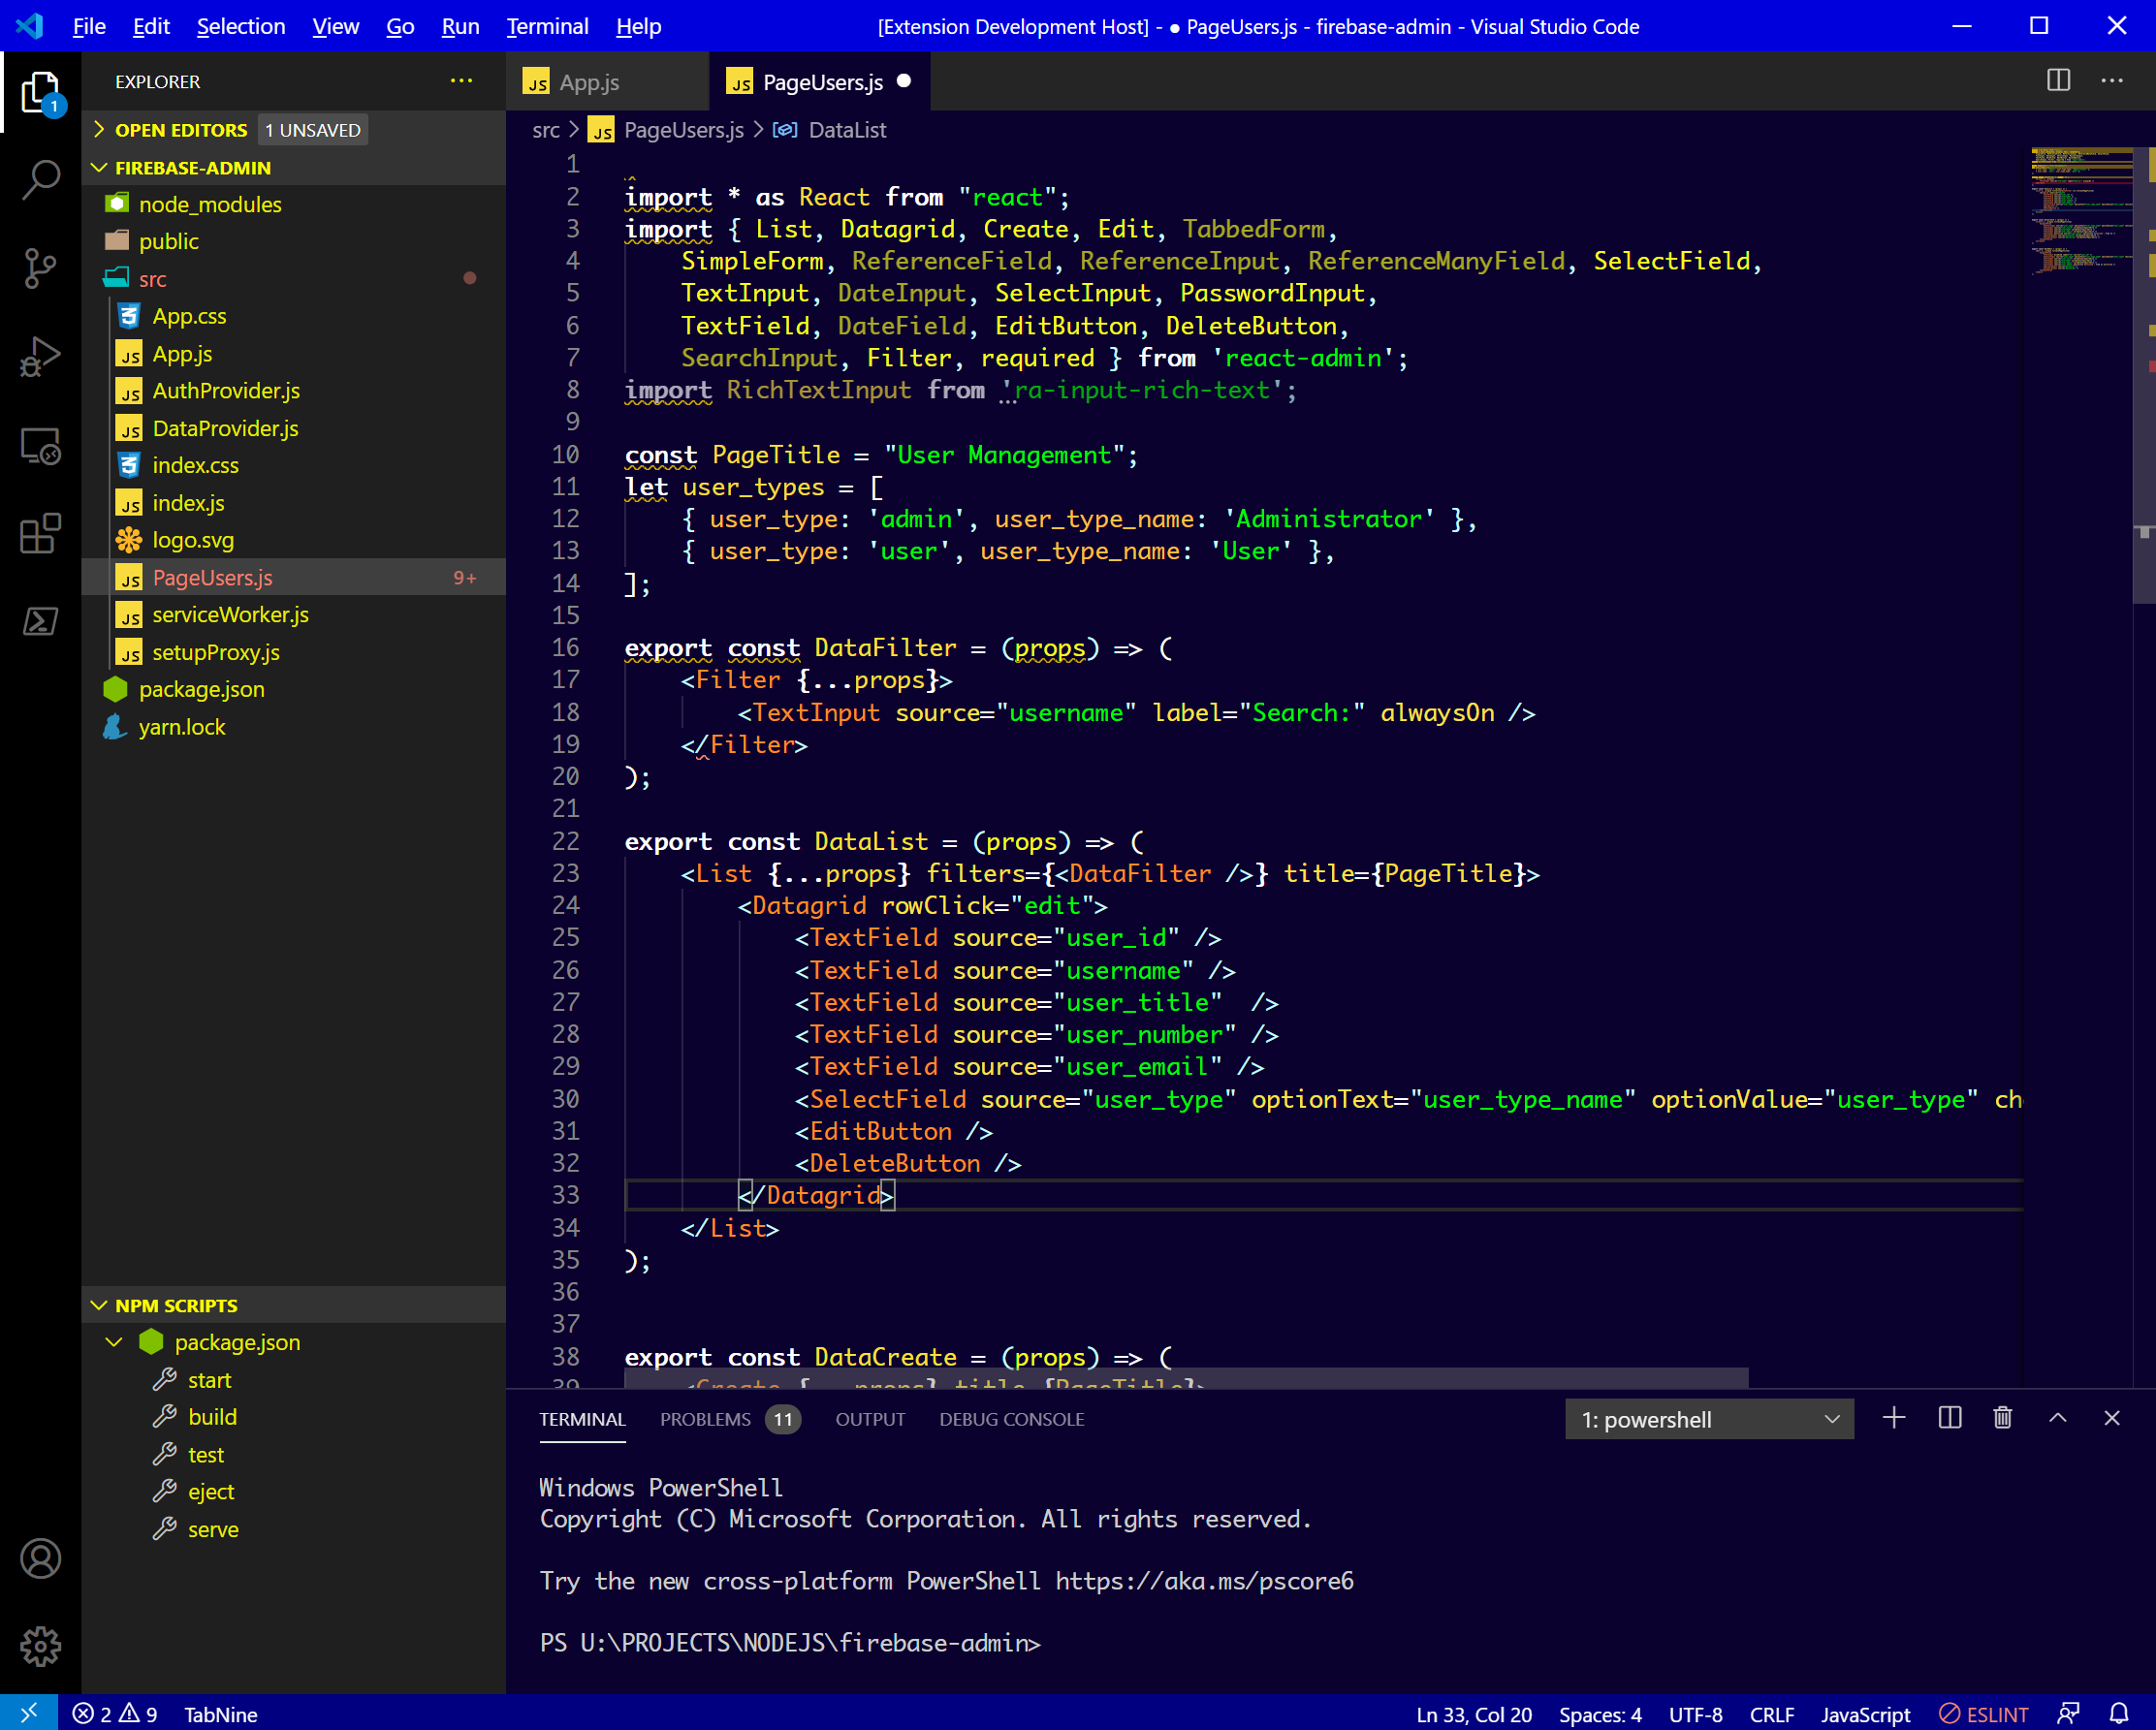 File Edit Selection View Go Run Terminal Help [Extension Development Host] - ● PageUsers.js - firebase-admin - Visual Studio Code
EXPLORER
1
OPEN EDITORS 1 UNSAVED
FIREBASE-ADMIN
node_modules
public
src
App.css
App.js
AuthProvider.js
DataProvider.js
index.css
index.js
logo.svg
PageUsers.js 9+
serviceWorker.js
setupProxy.js
package.json
yarn.lock
NPM SCRIPTS
package.json
start
build
test
eject
serve
JS App.js JS PageUsers.js
src > JS PageUsers.js > DataList
1
2 import * as React from "react";
3 import { List, Datagrid, Create, Edit, TabbedForm,
4     SimpleForm, ReferenceField, ReferenceInput, ReferenceManyField, SelectField,
5     TextInput, DateInput, SelectInput, PasswordInput,
6     TextField, DateField, EditButton, DeleteButton,
7     SearchInput, Filter, required } from 'react-admin';
8 import RichTextInput from 'ra-input-rich-text';
9
10 const PageTitle = "User Management";
11 let user_types = [
12     { user_type: 'admin', user_type_name: 'Administrator' },
13     { user_type: 'user', user_type_name: 'User' },
14 ];
15
16 export const DataFilter = (props) => (
17     <Filter {...props}>
18         <TextInput source="username" label="Search:" alwaysOn />
19     </Filter>
20 );
21
22 export const DataList = (props) => (
23     <List {...props} filters={<DataFilter />} title={PageTitle}>
24         <Datagrid rowClick="edit">
25             <TextField source="user_id" />
26             <TextField source="username" />
27             <TextField source="user_title"  />
28             <TextField source="user_number" />
29             <TextField source="user_email" />
30             <SelectField source="user_type" optionText="user_type_name" optionValue="user_type" ch
31             <EditButton />
32             <DeleteButton />
33         </Datagrid>
34     </List>
35 );
36
37
38 export const DataCreate = (props) => (
39     <Create {...props} title={PageTitle}>
TERMINAL PROBLEMS 11 OUTPUT DEBUG CONSOLE 1: powershell
Windows PowerShell
Copyright (C) Microsoft Corporation. All rights reserved.
Try the new cross-platform PowerShell https://aka.ms/pscore6
PS U:\PROJECTS\NODEJS\firebase-admin>
2 9 TabNine Ln 33, Col 20 Spaces: 4 UTF-8 CRLF JavaScript ESLINT